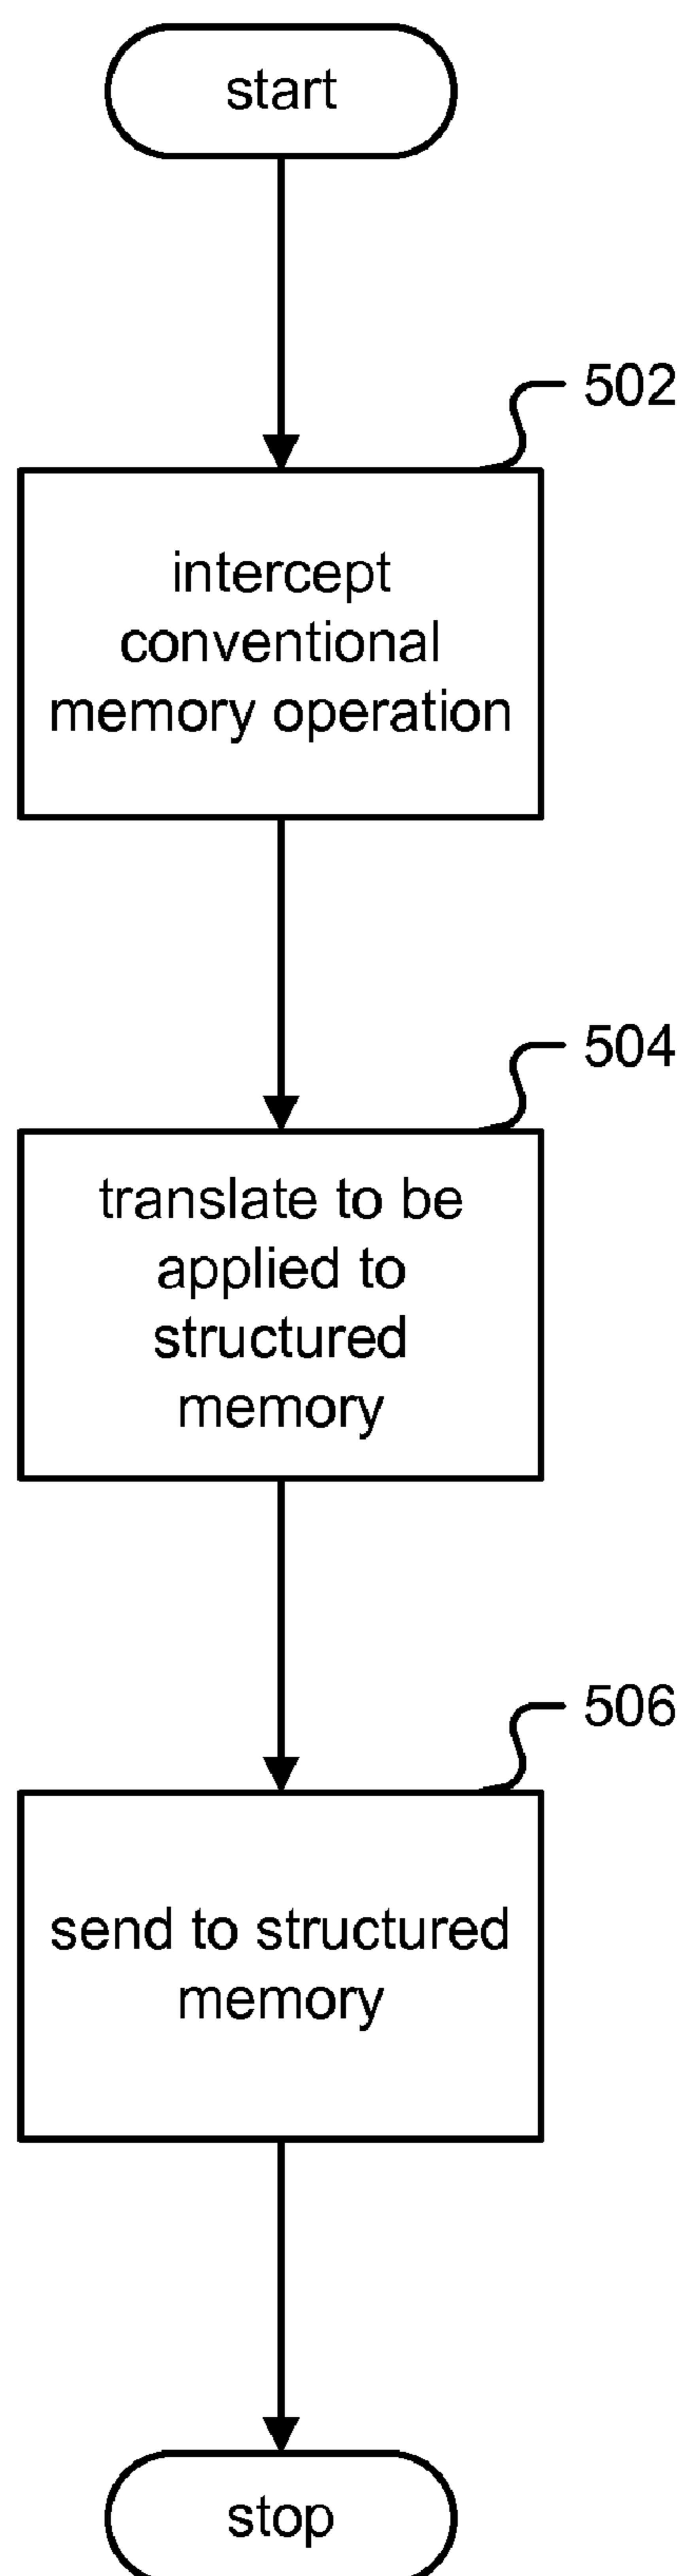 start
502
intercept
conventional
memory operation
504
translate to be
applied to
structured
memory
506
send to structured
memory
stop